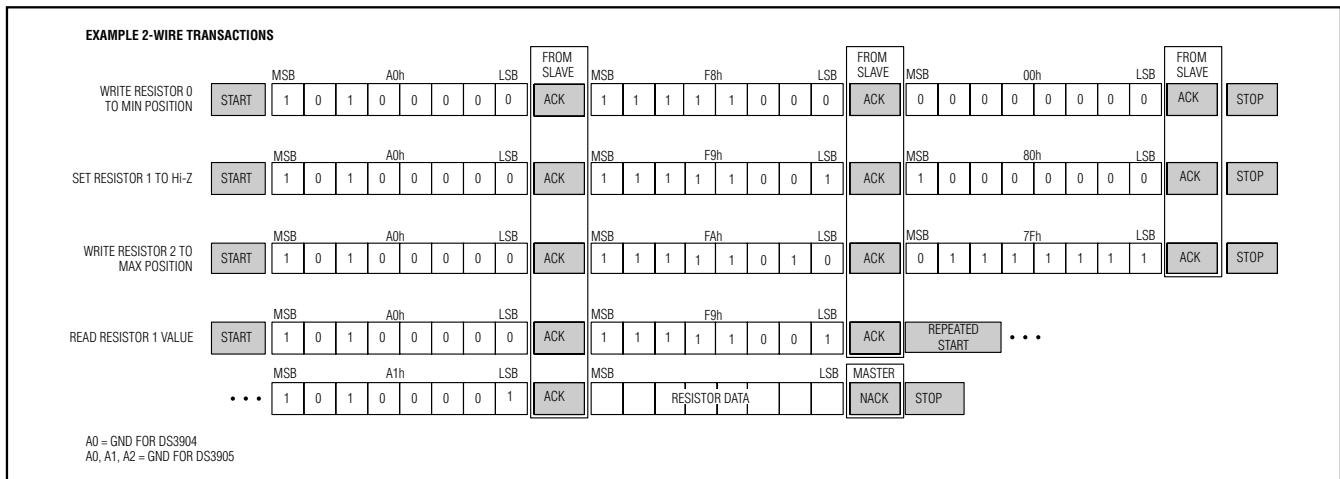 EXAMPLE 2-WIRE TRANSACTIONS
FROM SLAVE FROM SLAVE FROM SLAVE
MSB A0h LSB MSB F8h LSB MSB 00h LSB
WRITE RESISTOR 0 TO MIN POSITION START 1 0 1 0 0 0 0 0 ACK 1 1 1 1 1 0 0 0 ACK 0 0 0 0 0 0 0 0 ACK STOP
MSB A0h LSB MSB F9h LSB MSB 80h LSB
SET RESISTOR 1 TO Hi-Z START 1 0 1 0 0 0 0 0 ACK 1 1 1 1 1 0 0 1 ACK 1 0 0 0 0 0 0 0 ACK STOP
MSB A0h LSB MSB FAh LSB MSB 7Fh LSB
WRITE RESISTOR 2 TO MAX POSITION START 1 0 1 0 0 0 0 0 ACK 1 1 1 1 1 0 1 0 ACK 0 1 1 1 1 1 1 1 ACK STOP
MSB A0h LSB MSB F9h LSB
READ RESISTOR 1 VALUE START 1 0 1 0 0 0 0 0 ACK 1 1 1 1 1 0 0 1 ACK REPEATED START • • •
MSB A1h LSB MSB LSB MASTER
• • • 1 0 1 0 0 0 0 1 ACK RESISTOR DATA NACK STOP
A0 = GND FOR DS3904
A0, A1, A2 = GND FOR DS3905